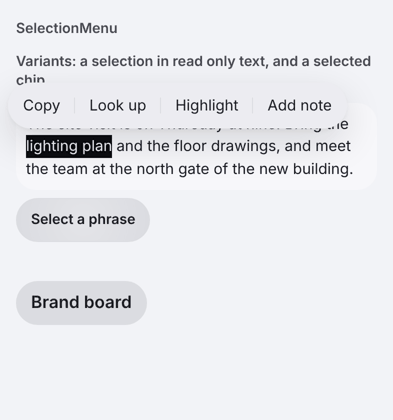 SelectionMenu
Variants: a selection in read only text, and a selected
chip
Copy
Look up
Highlight
Add note
the
lighting plan and the floor drawings, and meet
the team at the north gate of the new building.
Select a phrase
Brand board